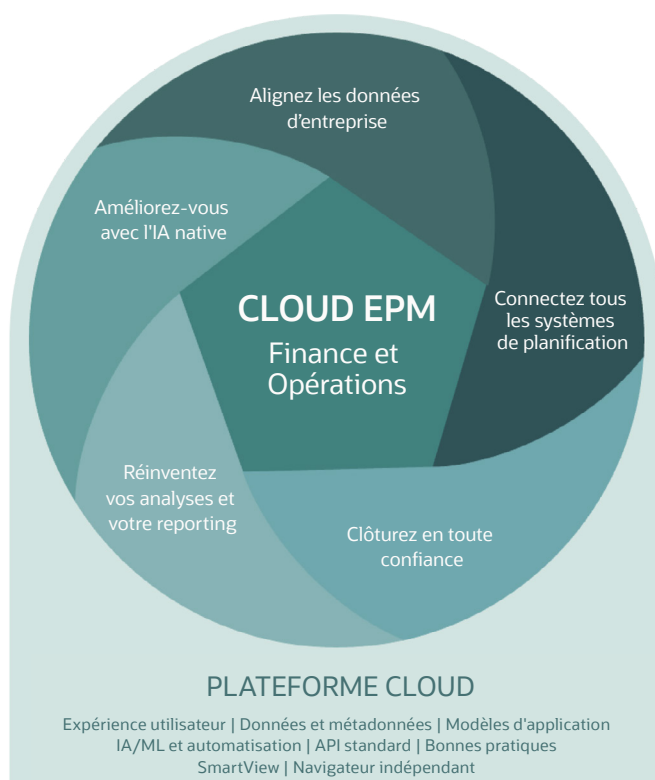 Alignez les données
d'entreprise
Améliorez-vous
avec l'IA native
CLOUD EPM
Finance et
Opérations
Connectez tous
les systèmes
de planification
Réinventez
vos analyses et
votre reporting
Clôturez en toute
confiance
PLATEFORME CLOUD
Expérience utilisateur | Données et métadonnées | Modèles d'application
IA/ML et automatisation | API standard | Bonnes pratiques
SmartView | Navigateur indépendant